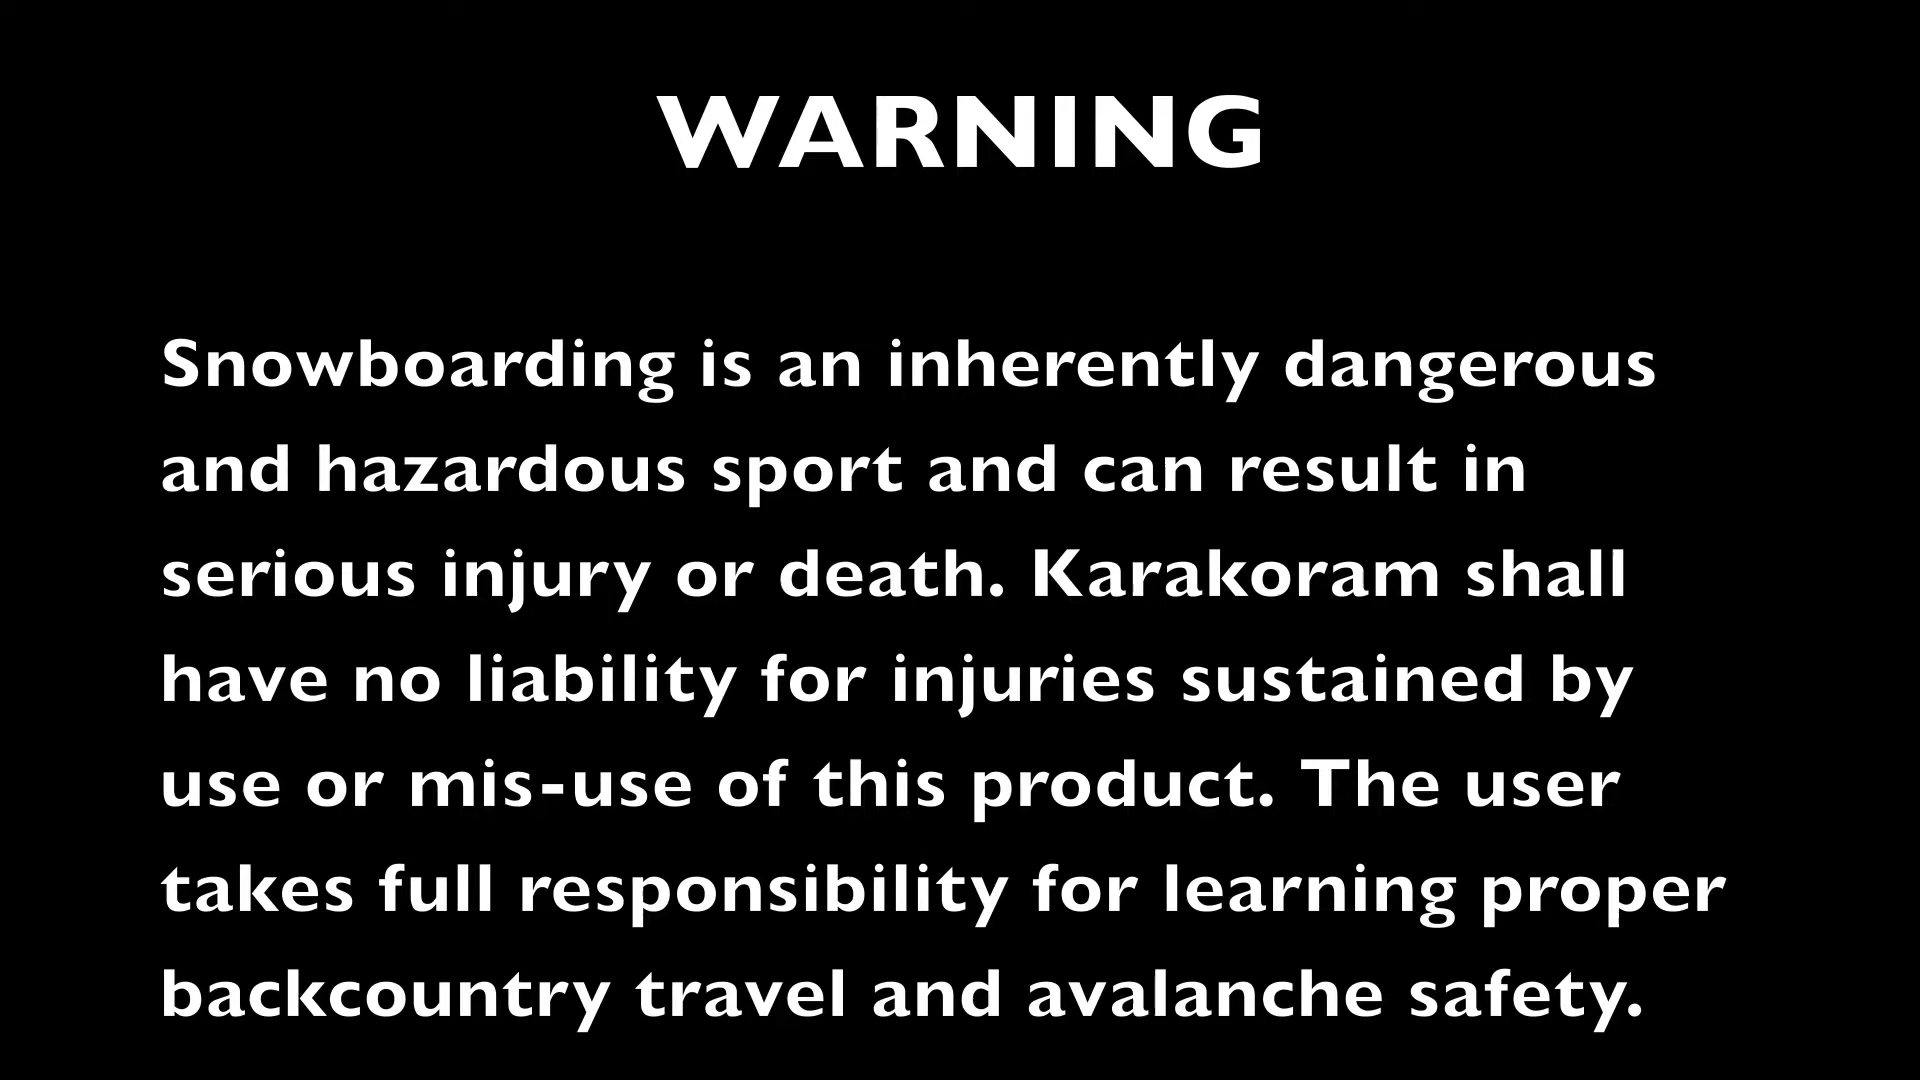 WARNING
Snowboarding is an inherently dangerous
and hazardous sport and can result in
serious injury or death. Karakoram shall
have no liability for injuries sustained by
use or mis-use of this product. The user
takes full responsibility for learning proper
backcountry travel and avalanche safety.